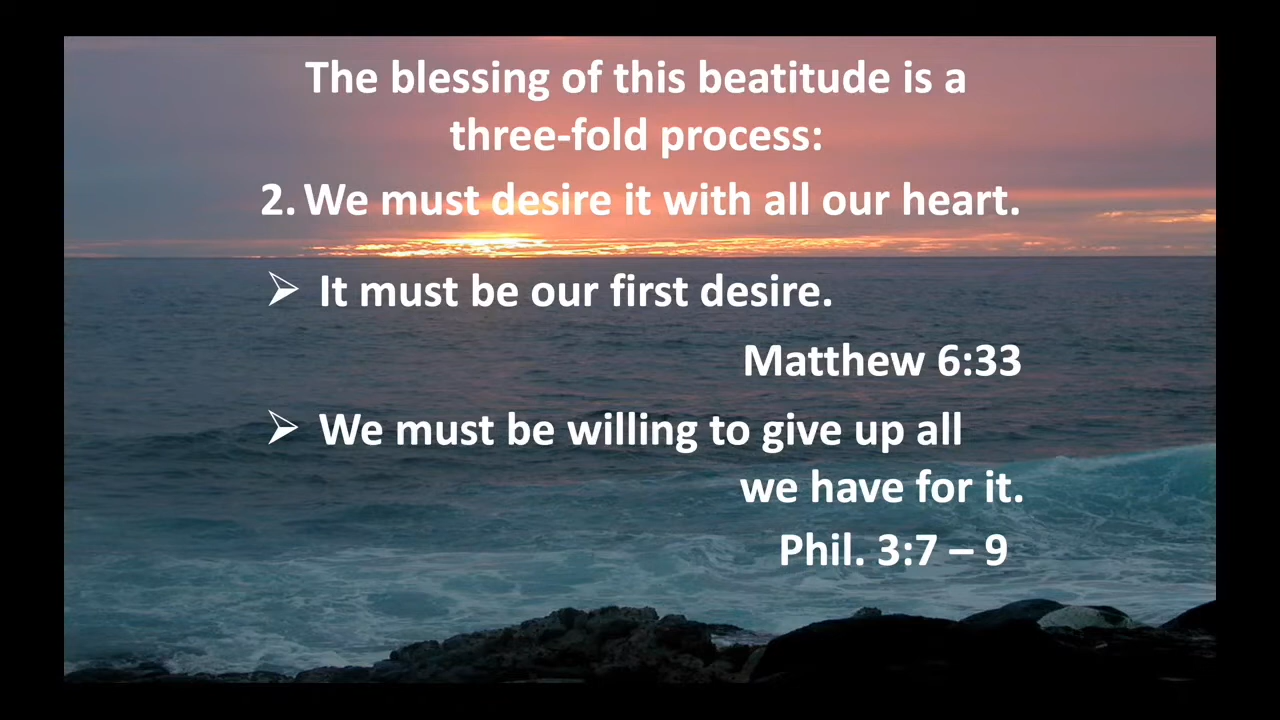 The blessing of this beatitude is a
three-fold process:
2. We must desire it with all our heart.
➢ It must be our first desire.
Matthew 6:33
➢ We must be willing to give up all
we have for it.
Phil. 3:7 – 9